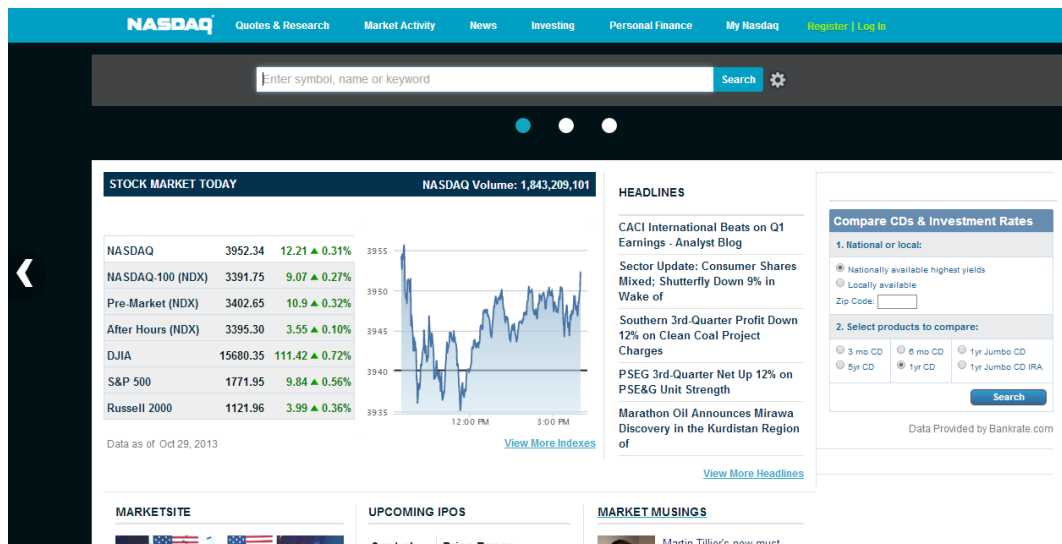 NASDAQ Quotes & Research Market Activity News Investing Personal Finance My Nasdaq Register | Log In
Enter symbol, name or keyword Search
STOCK MARKET TODAY NASDAQ Volume: 1,843,209,101
NASDAQ 3952.34 12.21 ▲ 0.31%
NASDAQ-100 (NDX) 3391.75 9.07 ▲ 0.27%
Pre-Market (NDX) 3402.65 10.9 ▲ 0.32%
After Hours (NDX) 3395.30 3.55 ▲ 0.10%
DJIA 15680.35 111.42 ▲ 0.72%
S&P 500 1771.95 9.84 ▲ 0.56%
Russell 2000 1121.96 3.99 ▲ 0.36%
Data as of Oct 29, 2013
3955
3950
3945
3940
3935
12:00 PM 3:00 PM
View More Indexes
HEADLINES
CACI International Beats on Q1
Earnings - Analyst Blog
Sector Update: Consumer Shares
Mixed; Shutterfly Down 9% in
Wake of
Southern 3rd-Quarter Profit Down
12% on Clean Coal Project
Charges
PSEG 3rd-Quarter Net Up 12% on
PSE&G Unit Strength
Marathon Oil Announces Mirawa
Discovery in the Kurdistan Region
of
View More Headlines
Compare CDs & Investment Rates
1. National or local:
Nationally available highest yields
Locally available
Zip Code:
2. Select products to compare:
3 mo CD 6 mo CD 1yr Jumbo CD
5yr CD 1yr CD 1yr Jumbo CD IRA
Search
Data Provided by Bankrate.com
MARKETSITE
UPCOMING IPOS
MARKET MUSINGS
Martin Tillier's new must